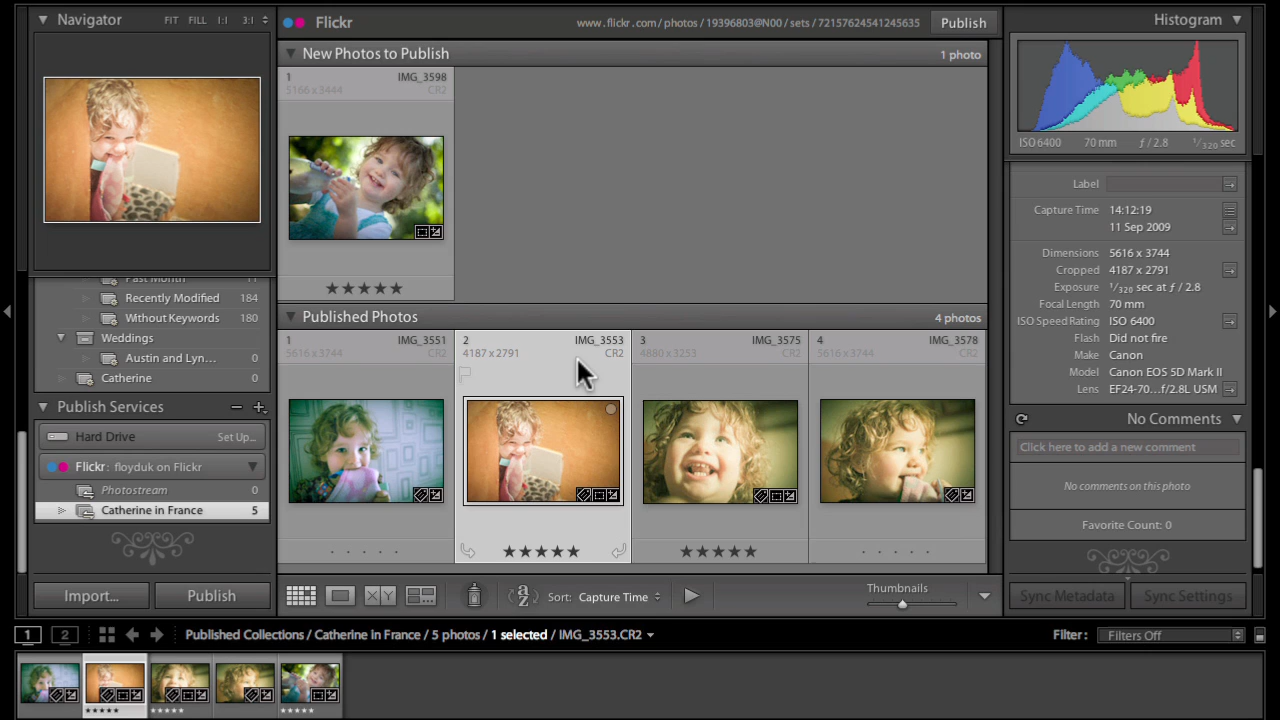 Navigator FIT FILL 1:1 3:1
Past Month 11
Recently Modified 184
Without Keywords 180
Weddings
Austin and Lyn... 0
Catherine 0
Publish Services
Hard Drive Set Up...
Flickr: floyduk on Flickr
Photostream 0
Catherine in France 5
Import... Publish
Flickr www.flickr.com/photos/19396803@N00/sets/72157624541245635 Publish
New Photos to Publish 1 photo
1 IMG_3598
5166 x 3444 CR2
Published Photos 4 photos
1 IMG_3551
5616 x 3744 CR2
2 IMG_3553
4187 x 2791 CR2
3 IMG_3575
4880 x 3253 CR2
4 IMG_3578
5616 x 3744 CR2
XY Sort: Capture Time Thumbnails
Histogram
ISO 6400 70 mm ƒ / 2.8 1/320 sec
Label
Capture Time 14:12:19
11 Sep 2009
Dimensions 5616 x 3744
Cropped 4187 x 2791
Exposure 1/320 sec at ƒ / 2.8
Focal Length 70 mm
ISO Speed Rating ISO 6400
Flash Did not fire
Make Canon
Model Canon EOS 5D Mark II
Lens EF24-70...f/2.8L USM
No Comments
Click here to add a new comment
No comments on this photo
Favorite Count: 0
Sync Metadata Sync Settings
1 2 Published Collections / Catherine in France / 5 photos / 1 selected / IMG_3553.CR2 Filter: Filters Off